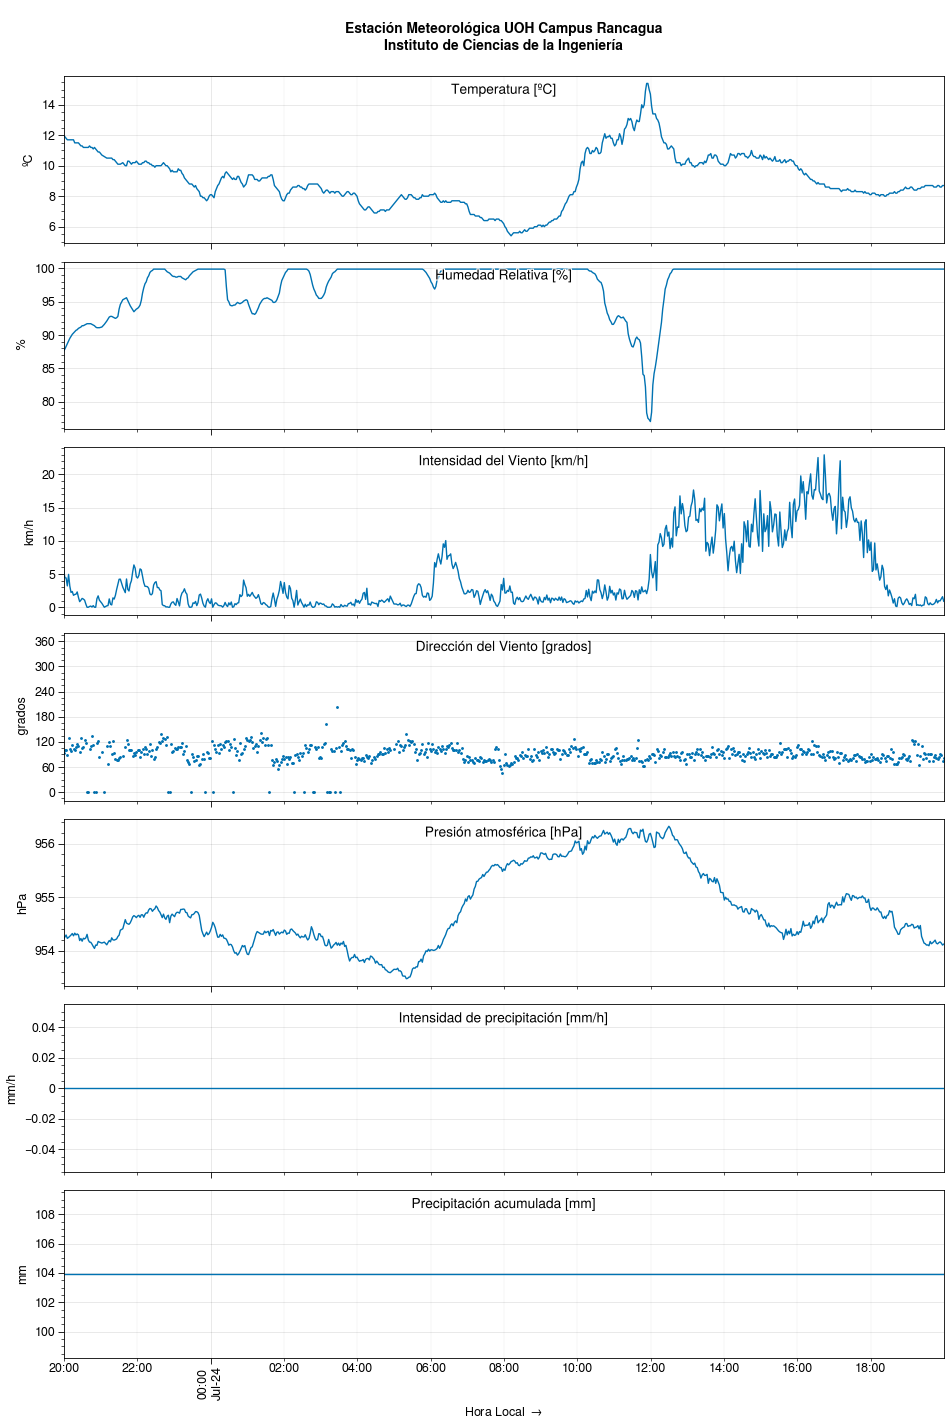 Estación Meteorológica UOH Campus Rancagua
Instituto de Ciencias de la Ingeniería
Temperatura [ºC]
ºC
14
12
10
8
6
Humedad Relativa [%]
%
100
95
90
85
80
Intensidad del Viento [km/h]
km/h
20
15
10
5
0
Dirección del Viento [grados]
grados
360
300
240
180
120
60
0
Presión atmosférica [hPa]
hPa
956
955
954
Intensidad de precipitación [mm/h]
mm/h
0.04
0.02
0
−0.02
−0.04
Precipitación acumulada [mm]
mm
108
106
104
102
100
20:00 22:00 00:00 02:00 04:00 06:00 08:00 10:00 12:00 14:00 16:00 18:00
Jul-24
Hora Local →